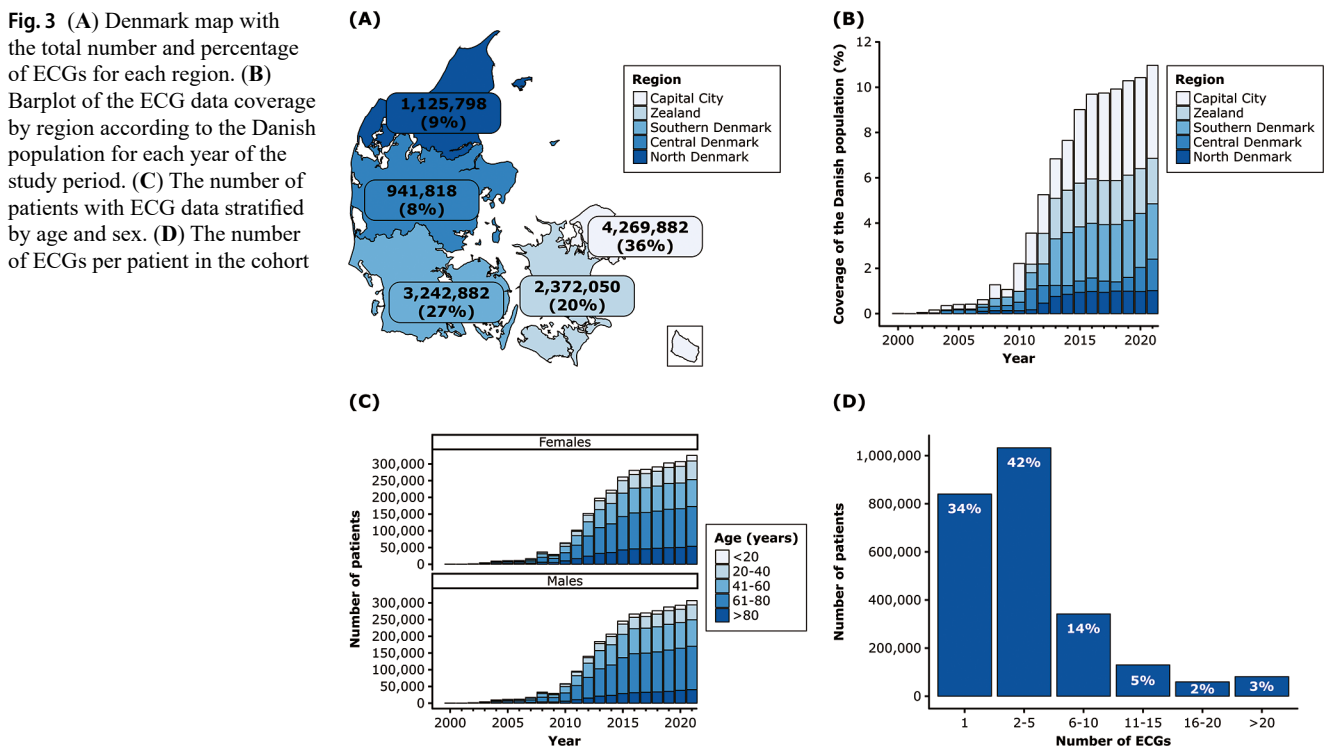 Fig. 3 (A) Denmark map with
the total number and percentage
of ECGs for each region. (B)
Barplot of the ECG data coverage
by region according to the Danish
population for each year of the
study period. (C) The number of
patients with ECG data stratified
by age and sex. (D) The number
of ECGs per patient in the cohort
(A)
1,125,798
(9%)
941,818
(8%)
4,269,882
(36%)
3,242,882
(27%)
2,372,050
(20%)
Region
Capital City
Zealand
Southern Denmark
Central Denmark
North Denmark
(B)
Coverage of the Danish population (%)
12
10
8
6
4
2
0
2000
2005
2010
2015
2020
Year
Region
Capital City
Zealand
Southern Denmark
Central Denmark
North Denmark
(C)
Number of patients
Females
300,000
250,000
200,000
150,000
100,000
50,000
0
Males
300,000
250,000
200,000
150,000
100,000
50,000
0
2000
2005
2010
2015
2020
Year
Age (years)
<20
20-40
41-60
61-80
>80
(D)
Number of patients
1,000,000
800,000
600,000
400,000
200,000
0
34%
42%
14%
5%
2%
3%
1
2-5
6-10
11-15
16-20
>20
Number of ECGs